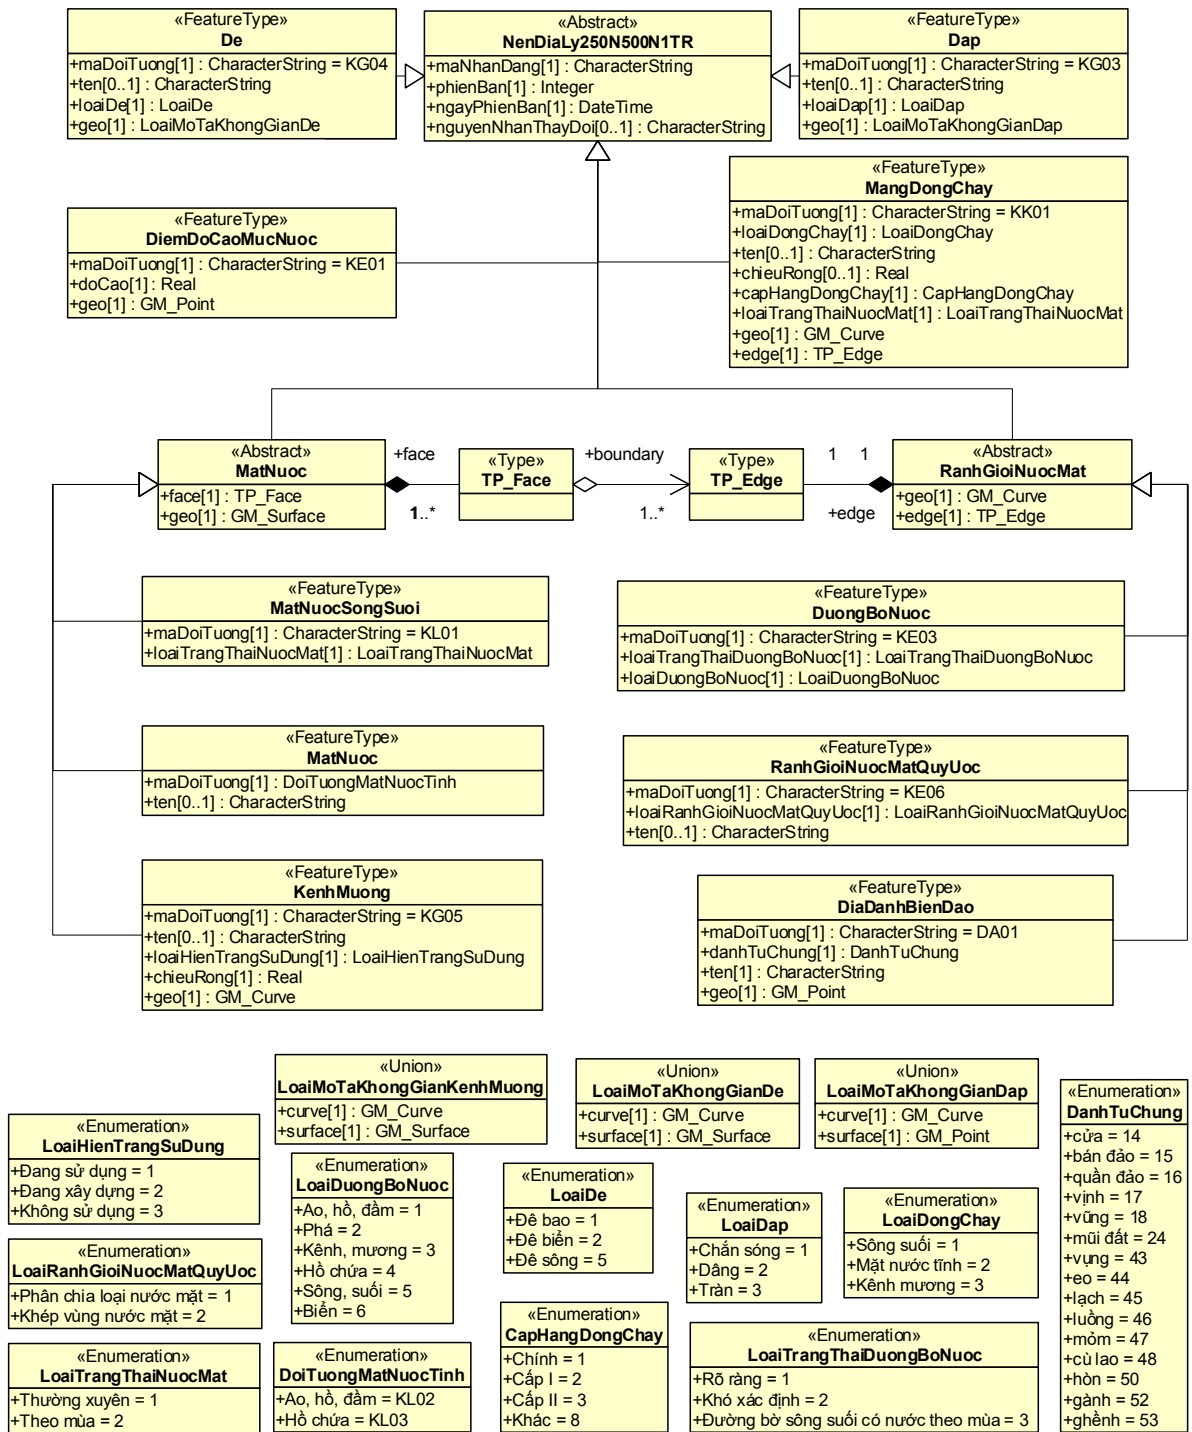 «FeatureType»
De
+maDoiTuong[1] : CharacterString = KG04
+ten[0..1] : CharacterString
+loaiDe[1] : LoaiDe
+geo[1] : LoaiMoTaKhongGianDe
«Abstract»
NenDiaLy250N500N1TR
+maNhanDang[1] : CharacterString
+phienBan[1] : Integer
+ngayPhienBan[1] : DateTime
+nguyenNhanThayDoi[0..1] : CharacterString
«FeatureType»
Dap
+maDoiTuong[1] : CharacterString = KG03
+ten[0..1] : CharacterString
+loaiDap[1] : LoaiDap
+geo[1] : LoaiMoTaKhongGianDap
«FeatureType»
DiemDoCaoMucNuoc
+maDoiTuong[1] : CharacterString = KE01
+doCao[1] : Real
+geo[1] : GM_Point
«FeatureType»
MangDongChay
+maDoiTuong[1] : CharacterString = KK01
+loaiDongChay[1] : LoaiDongChay
+ten[0..1] : CharacterString
+chieuRong[0..1] : Real
+capHangDongChay[1] : CapHangDongChay
+loaiTrangThaiNuocMat[1] : LoaiTrangThaiNuocMat
+geo[1] : GM_Curve
+edge[1] : TP_Edge
«Abstract»
MatNuoc
+face[1] : TP_Face
+geo[1] : GM_Surface
+face
1..*
«Type»
TP_Face
+boundary
1..*
«Type»
TP_Edge
1 1
+edge
«Abstract»
RanhGioiNuocMat
+geo[1] : GM_Curve
+edge[1] : TP_Edge
«FeatureType»
MatNuocSongSuoi
+maDoiTuong[1] : CharacterString = KL01
+loaiTrangThaiNuocMat[1] : LoaiTrangThaiNuocMat
«FeatureType»
DuongBoNuoc
+maDoiTuong[1] : CharacterString = KE03
+loaiTrangThaiDuongBoNuoc[1] : LoaiTrangThaiDuongBoNuoc
+loaiDuongBoNuoc[1] : LoaiDuongBoNuoc
«FeatureType»
MatNuoc
+maDoiTuong[1] : DoiTuongMatNuocTinh
+ten[0..1] : CharacterString
«FeatureType»
RanhGioiNuocMatQuyUoc
+maDoiTuong[1] : CharacterString = KE06
+loaiRanhGioiNuocMatQuyUoc[1] : LoaiRanhGioiNuocMatQuyUoc
+ten[0..1] : CharacterString
«FeatureType»
KenhMuong
+maDoiTuong[1] : CharacterString = KG05
+ten[0..1] : CharacterString
+loaiHienTrangSuDung[1] : LoaiHienTrangSuDung
+chieuRong[1] : Real
+geo[1] : GM_Curve
«FeatureType»
DiaDanhBienDao
+maDoiTuong[1] : CharacterString = DA01
+danhTuChung[1] : DanhTuChung
+ten[1] : CharacterString
+geo[1] : GM_Point
«Union»
LoaiMoTaKhongGianKenhMuong
+curve[1] : GM_Curve
+surface[1] : GM_Surface
«Union»
LoaiMoTaKhongGianDe
+curve[1] : GM_Curve
+surface[1] : GM_Surface
«Union»
LoaiMoTaKhongGianDap
+curve[1] : GM_Curve
+surface[1] : GM_Point
«Enumeration»
DanhTuChung
+cửa = 14
+bán đảo = 15
+quần đảo = 16
+vịnh = 17
+vũng = 18
+mũi đất = 24
+vụng = 43
+eo = 44
+lạch = 45
+luồng = 46
+mỏm = 47
+cù lao = 48
+hòn = 50
+gành = 52
+ghềnh = 53
«Enumeration»
LoaiHienTrangSuDung
+Đang sử dụng = 1
+Đang xây dựng = 2
+Không sử dụng = 3
«Enumeration»
LoaiDuongBoNuoc
+Ao, hồ, đầm = 1
+Phá = 2
+Kênh, mương = 3
+Hồ chứa = 4
+Sông, suối = 5
+Biển = 6
«Enumeration»
LoaiDe
+Đê bao = 1
+Đê biển = 2
+Đê sông = 5
«Enumeration»
LoaiDap
+Chắn sóng = 1
+Dâng = 2
+Tràn = 3
«Enumeration»
LoaiDongChay
+Sông suối = 1
+Mặt nước tĩnh = 2
+Kênh mương = 3
«Enumeration»
LoaiRanhGioiNuocMatQuyUoc
+Phân chia loại nước mặt = 1
+Khép vùng nước mặt = 2
«Enumeration»
LoaiTrangThaiNuocMat
+Thường xuyên = 1
+Theo mùa = 2
«Enumeration»
DoiTuongMatNuocTinh
+Ao, hồ, đầm = KL02
+Hồ chứa = KL03
«Enumeration»
CapHangDongChay
+Chính = 1
+Cấp I = 2
+Cấp II = 3
+Khác = 8
«Enumeration»
LoaiTrangThaiDuongBoNuoc
+Rõ ràng = 1
+Khó xác định = 2
+Đường bờ sông suối có nước theo mùa = 3